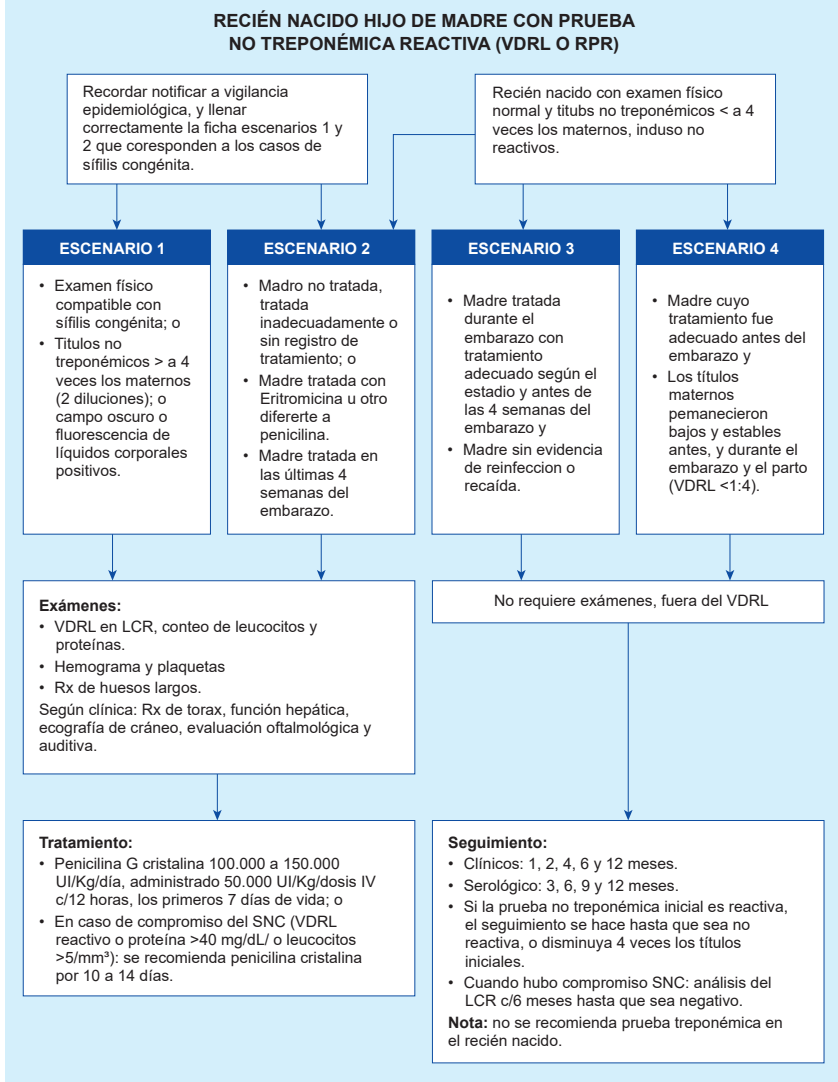 RECIÉN NACIDO HIJO DE MADRE CON PRUEBA
NO TREPONÉMICA REACTIVA (VDRL O RPR)
Recordar notificar a vigilancia
epidemiológica, y llenar
correctamente la ficha escenarios 1 y
2 que coresponden a los casos de
sífilis congénita.
Recién nacido con examen físico
normal y titubs no treponémicos < a 4
veces los maternos, induso no
reactivos.
ESCENARIO 1
• Examen físico
compatible con
sífilis congénita; o
• Titulos no
treponémicos > a 4
veces los maternos
(2 diluciones); o
campo oscuro o
fluorescencia de
líquidos corporales
positivos.
ESCENARIO 2
• Madro no tratada,
tratada
inadecuadamente o
sin registro de
tratamiento; o
• Madre tratada con
Eritromicina u otro
difererte a
penicilina.
• Madre tratada en
las últimas 4
semanas del
embarazo.
ESCENARIO 3
• Madre tratada
durante el
embarazo con
tratamiento
adecuado según el
estadio y antes de
las 4 semanas del
embarazo y
• Madre sin evidencia
de reinfeccion o
recaída.
ESCENARIO 4
• Madre cuyo
tratamiento fue
adecuado antes del
embarazo y
• Los títulos
maternos
pemanecieron
bajos y estables
antes, y durante el
embarazo y el parto
(VDRL <1:4).
Exámenes:
• VDRL en LCR, conteo de leucocitos y
proteínas.
• Hemograma y plaquetas
• Rx de huesos largos.
Según clínica: Rx de torax, función hepática,
ecografía de cráneo, evaluación oftalmológica y
auditiva.
No requiere exámenes, fuera del VDRL
Tratamiento:
• Penicilina G cristalina 100.000 a 150.000
UI/Kg/día, administrado 50.000 UI/Kg/dosis IV
c/12 horas, los primeros 7 días de vida; o
• En caso de compromiso del SNC (VDRL
reactivo o proteína >40 mg/dL/ o leucocitos
>5/mm³): se recomienda penicilina cristalina
por 10 a 14 días.
Seguimiento:
• Clínicos: 1, 2, 4, 6 y 12 meses.
• Serológico: 3, 6, 9 y 12 meses.
• Si la prueba no treponémica inicial es reactiva,
el seguimiento se hace hasta que sea no
reactiva, o disminuya 4 veces los títulos
iniciales.
• Cuando hubo compromiso SNC: análisis del
LCR c/6 meses hasta que sea negativo.
Nota: no se recomienda prueba treponémica en
el recién nacido.